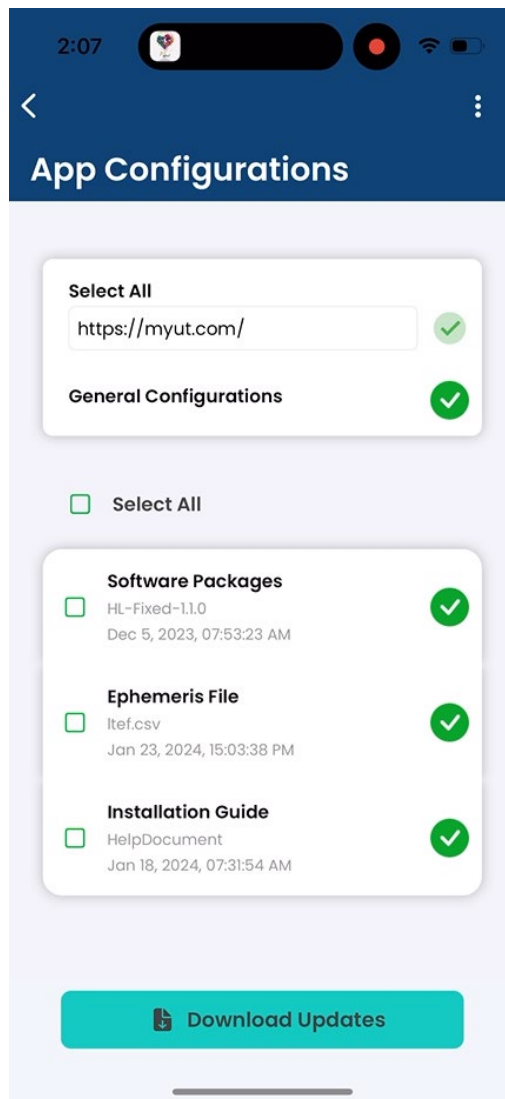 2:07
App Configurations
Select All
https://myut.com/
General Configurations
Select All
Software Packages
HL-Fixed-1.1.0
Dec 5, 2023, 07:53:23 AM
Ephemeris File
ltef.csv
Jan 23, 2024, 15:03:38 PM
Installation Guide
HelpDocument
Jan 18, 2024, 07:31:54 AM
Download Updates